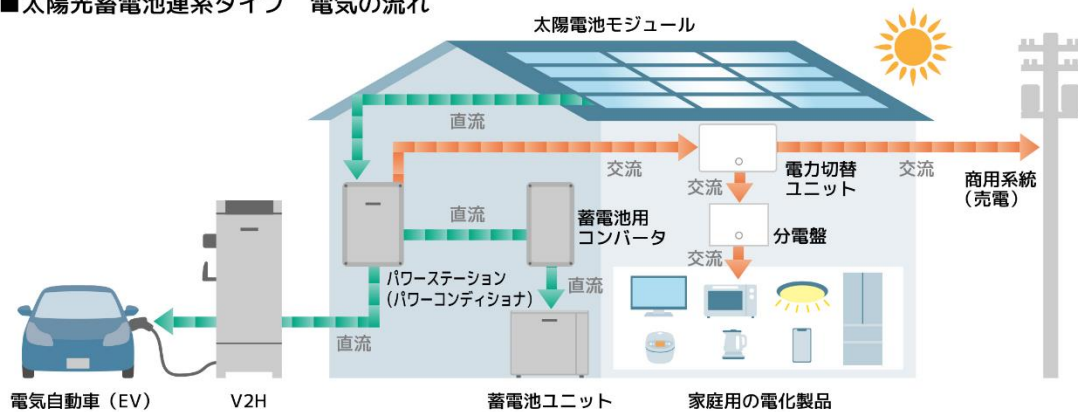 ■太陽光蓄電池連系タイプ　電気の流れ
太陽電池モジュール
直流
交流
電力切替
ユニット
交流
商用系統
（売電）
交流
直流
蓄電池用
コンバータ
分電盤
交流
パワーステーション
（パワーコンディショナ）
直流
直流
電気自動車（EV）
V2H
蓄電池ユニット
家庭用の電化製品